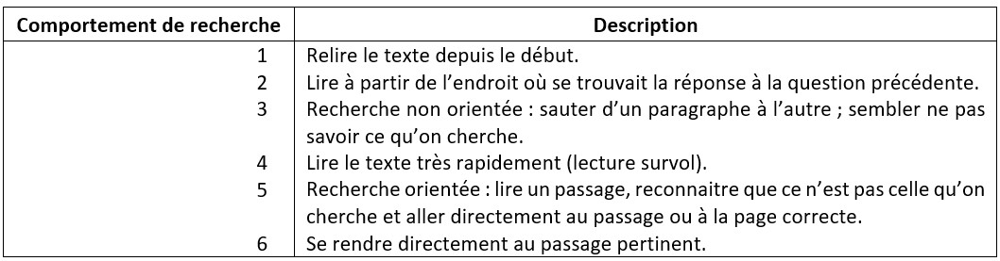 Comportement de recherche Description
1 Relire le texte depuis le début.
2 Lire à partir de l’endroit où se trouvait la réponse à la question précédente.
3 Recherche non orientée : sauter d’un paragraphe à l’autre ; sembler ne pas
savoir ce qu’on cherche.
4 Lire le texte très rapidement (lecture survol).
5 Recherche orientée : lire un passage, reconnaitre que ce n’est pas celle qu’on
cherche et aller directement au passage ou à la page correcte.
6 Se rendre directement au passage pertinent.